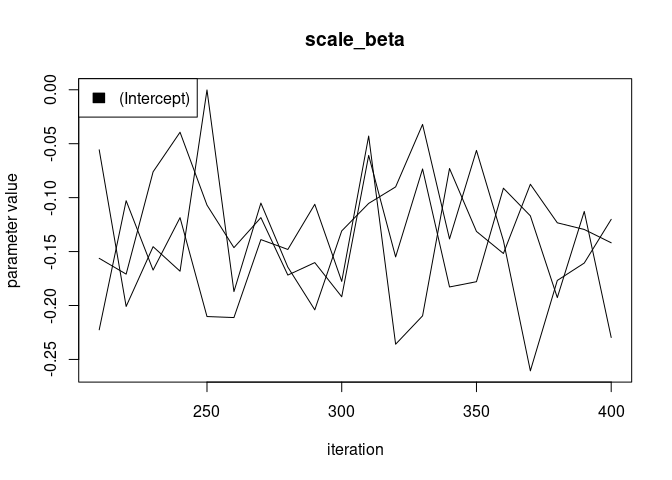 scale_beta
(Intercept)
parameter value
0.00
-0.05
-0.10
-0.15
-0.20
-0.25
250 300 350 400
iteration